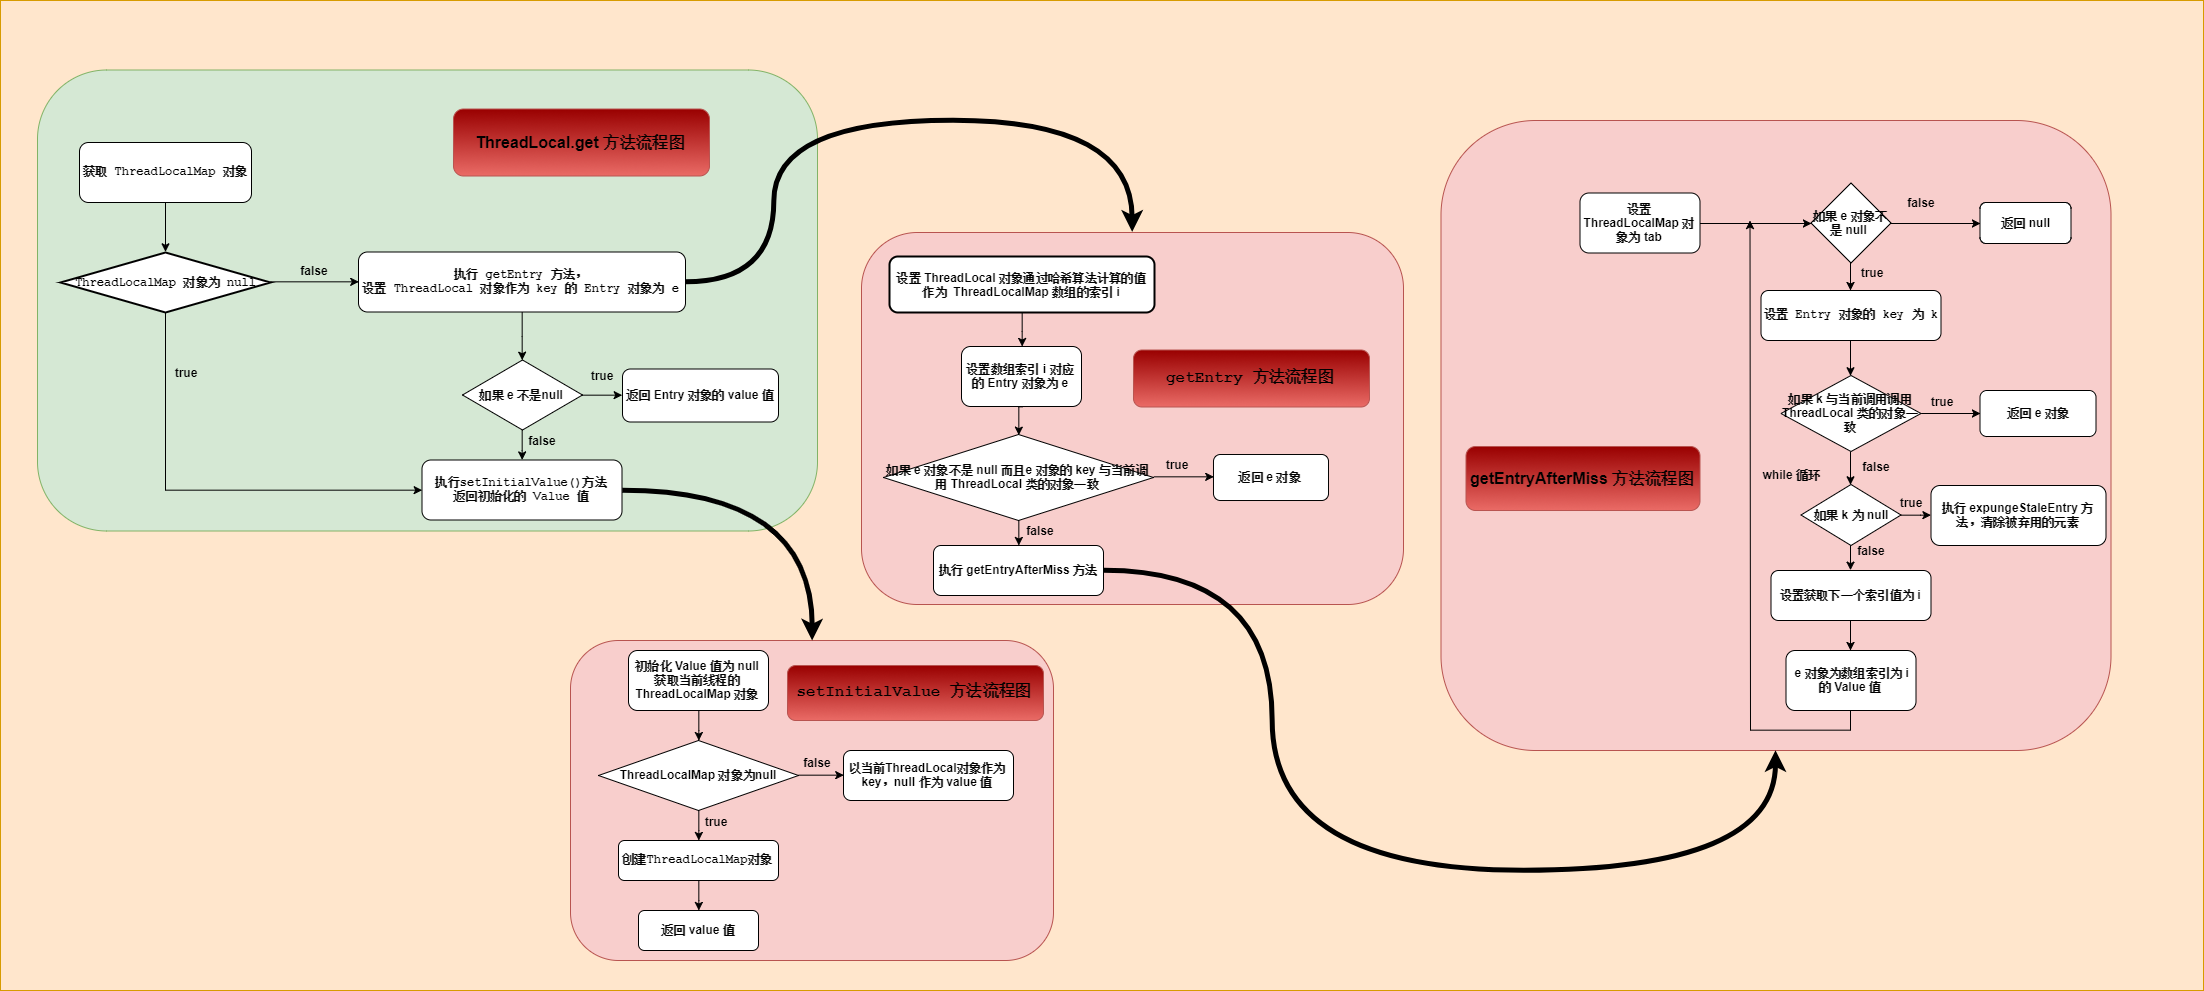 ThreadLocal.get 方法流程图
获取 ThreadLocalMap 对象
ThreadLocalMap 对象为 null
false
true
执行 getEntry 方法，
设置 ThreadLocal 对象作为 key 的 Entry 对象为 e
如果 e 不是null
true
返回 Entry 对象的 value 值
false
执行setInitialValue()方法
返回初始化的 Value 值
设置 ThreadLocal 对象通过哈希算法计算的值
作为 ThreadLocalMap 数组的索引 i
设置数组索引 i 对应
的 Entry 对象为 e
getEntry 方法流程图
如果 e 对象不是 null 而且e 对象的 key 与当前调
用 ThreadLocal 类的对象一致
true
返回 e 对象
false
执行 getEntryAfterMiss 方法
初始化 Value 值为 null
获取当前线程的
ThreadLocalMap 对象
setInitialValue 方法流程图
ThreadLocalMap 对象为null
false
以当前ThreadLocal对象作为
key，null 作为 value 值
true
创建ThreadLocalMap对象
返回 value 值
设置
ThreadLocalMap 对
象为 tab
如果 e 对象不
是 null
false
返回 null
true
设置 Entry 对象的 key 为 k
如果 k 与当前调用调用
ThreadLocal 类的对象一
致
true
返回 e 对象
false
getEntryAfterMiss 方法流程图
while 循环
如果 k 为 null
true
执行 expungeStaleEntry 方
法，清除被弃用的元素
false
设置获取下一个索引值为 i
e 对象为数组索引为 i
的 Value 值